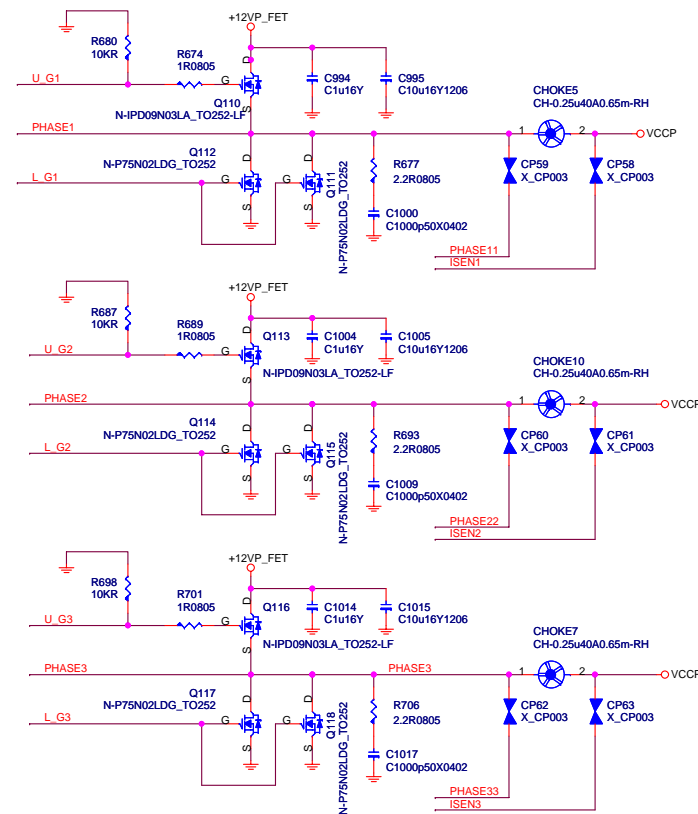 +12VP_FET
R680
10KR
R674
1R0805
D
G
S
U_G1
Q110
N-IPD09N03LA_TO252-LF
C994
C1u16Y
C995
C10u16Y1206
CHOKE5
CH-0.25u40A0.65m-RH
PHASE1
1
2
VCCP
Q112
N-P75N02LDG_TO252
D
G
S
D
G
S
Q111
N-P75N02LDG_TO252
L_G1
R677
2.2R0805
CP59
X_CP003
CP58
X_CP003
C1000
C1000p50X0402
PHASE11
ISEN1
+12VP_FET
R687
10KR
R689
1R0805
D
G
S
U_G2
Q113
N-IPD09N03LA_TO252-LF
C1004
C1u16Y
C1005
C10u16Y1206
CHOKE10
CH-0.25u40A0.65m-RH
PHASE2
1
2
VCCP
Q114
N-P75N02LDG_TO252
D
G
S
D
G
S
Q115
N-P75N02LDG_TO252
L_G2
R693
2.2R0805
CP60
X_CP003
CP61
X_CP003
C1009
C1000p50X0402
PHASE22
ISEN2
+12VP_FET
R698
10KR
R701
1R0805
D
G
S
U_G3
Q116
N-IPD09N03LA_TO252-LF
C1014
C1u16Y
C1015
C10u16Y1206
CHOKE7
CH-0.25u40A0.65m-RH
PHASE3
PHASE3
1
2
VCCP
Q117
N-P75N02LDG_TO252
D
G
S
D
G
S
Q118
N-P75N02LDG_TO252
L_G3
R706
2.2R0805
CP62
X_CP003
CP63
X_CP003
C1017
C1000p50X0402
PHASE33
ISEN3